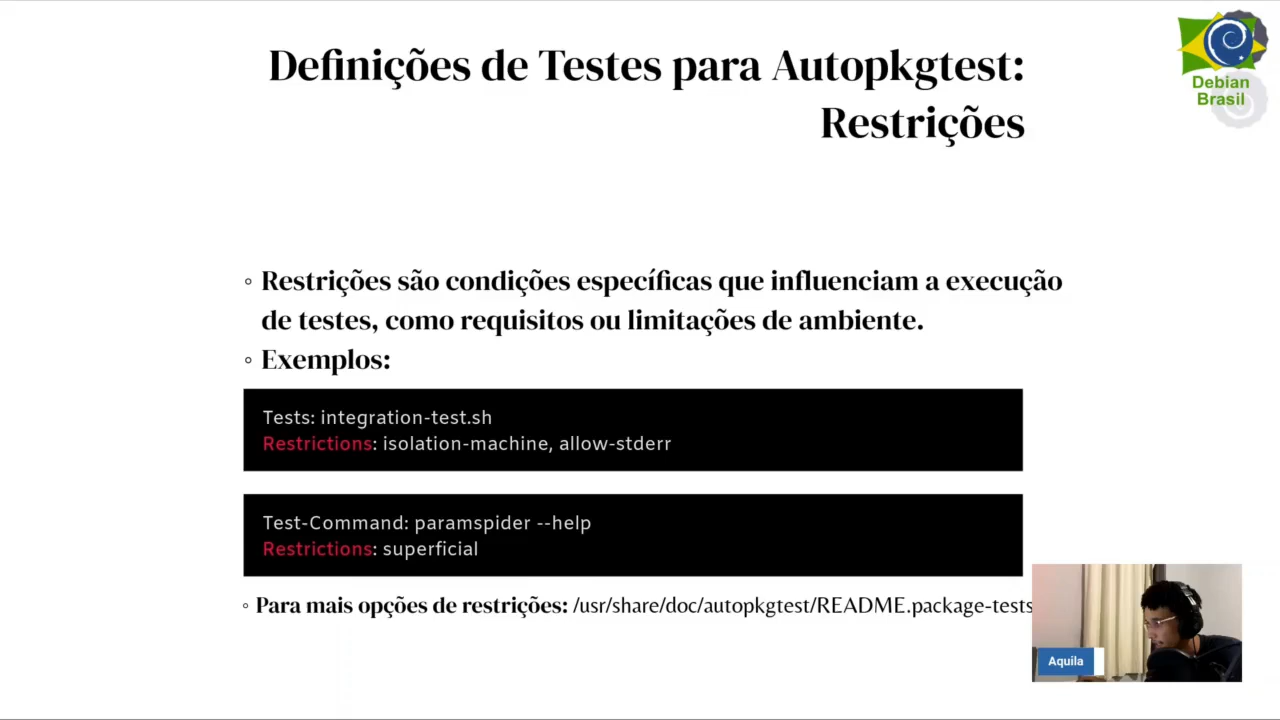 Definições de Testes para Autopkgtest:
Restrições
Debian
Brasil
◦ Restrições são condições específicas que influenciam a execução
de testes, como requisitos ou limitações de ambiente.
◦ Exemplos:
Tests: integration-test.sh
Restrictions: isolation-machine, allow-stderr
Test-Command: paramspider --help
Restrictions: superficial
◦ Para mais opções de restrições: /usr/share/doc/autopkgtest/README.package-tests
Aquila